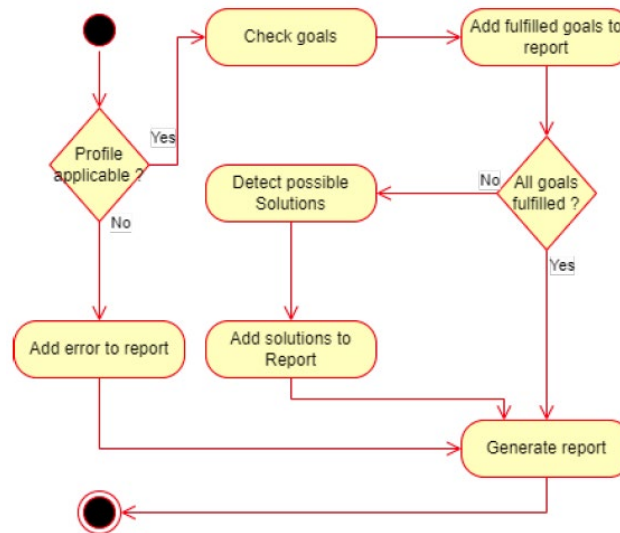 Check goals
Add fulfilled goals to
report
Yes
Profile
applicable ?
No
Detect possible
Solutions
No
All goals
fulfilled ?
Yes
Add error to report
Add solutions to
Report
Generate report